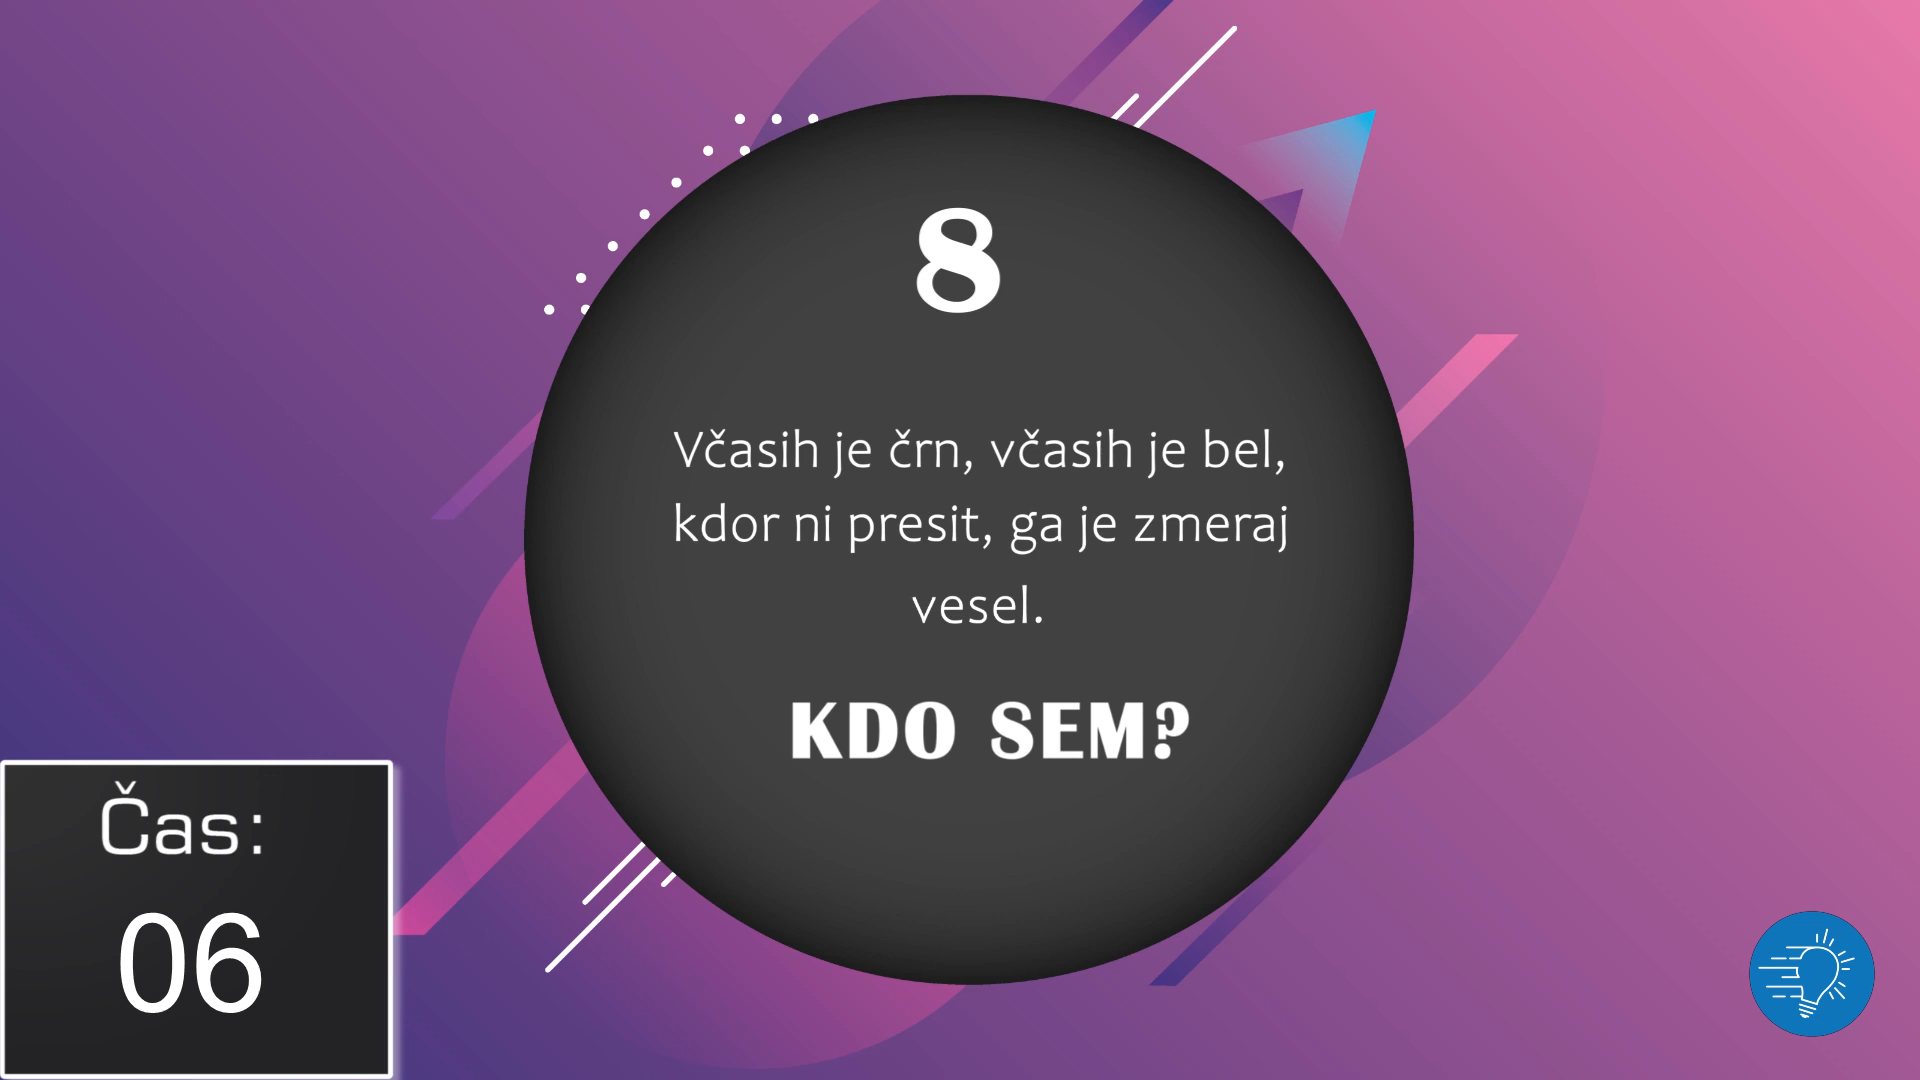 8
Včasih je črn, včasih je bel,
kdor ni presit, ga je zmeraj
vesel.
KDO SEM?
Čas:
06